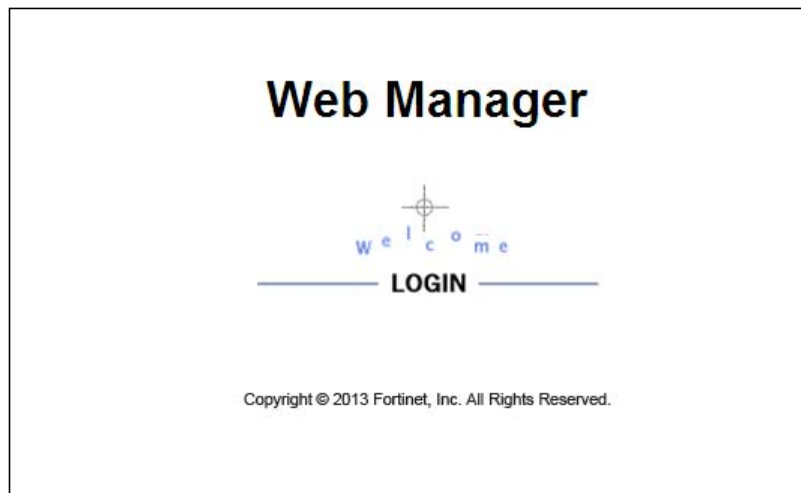 Web Manager
Welcome
LOGIN
Copyright © 2013 Fortinet, Inc. All Rights Reserved.